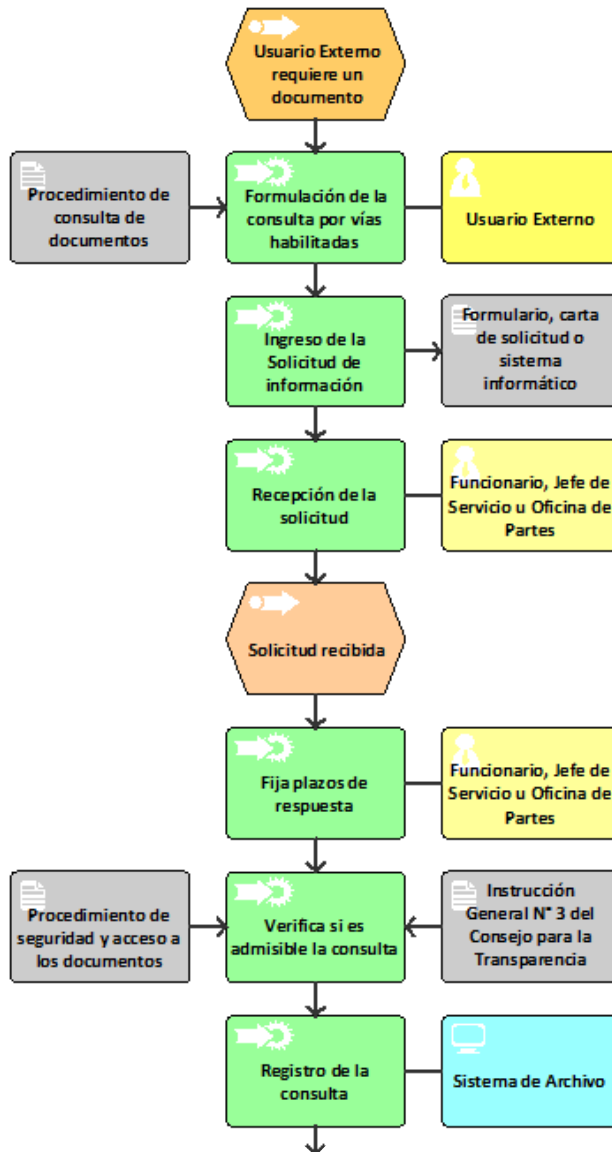 Usuario Externo
requiere un
documento
Procedimiento de
consulta de
documentos
Formulación de la
consulta por vías
habilitadas
Usuario Externo
Ingreso de la
Solicitud de
información
Formulario, carta
de solicitud o
sistema
informático
Recepción de la
solicitud
Funcionario, Jefe de
Servicio u Oficina de
Partes
Solicitud recibida
Fija plazos de
respuesta
Funcionario, Jefe de
Servicio u Oficina de
Partes
Procedimiento de
seguridad y acceso a
los documentos
Verifica si es
admisible la consulta
Instrucción
General N° 3 del
Consejo para la
Transparencia
Registro de la
consulta
Sistema de Archivo